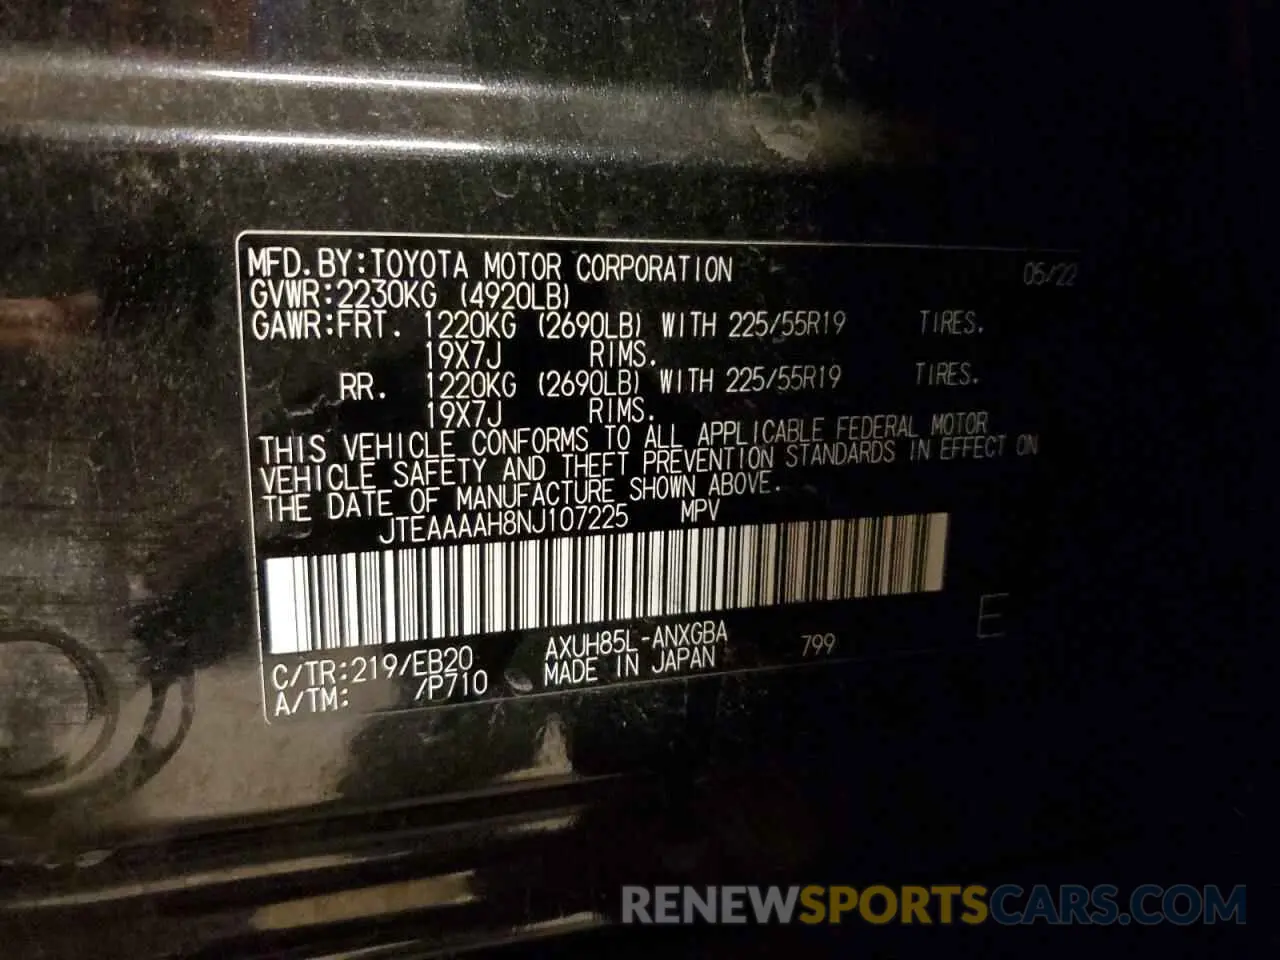 MFD.BY:TOYOTA MOTOR CORPORATION 05/22
GVWR:2230KG (4920LB)
GAWR:FRT. 1220KG (2690LB) WITH 225/55R19 TIRES.
19X7J RIMS.
RR. 1220KG (2690LB) WITH 225/55R19 TIRES.
19X7J RIMS.
THIS VEHICLE CONFORMS TO ALL APPLICABLE FEDERAL MOTOR
VEHICLE SAFETY AND THEFT PREVENTION STANDARDS IN EFFECT ON
THE DATE OF MANUFACTURE SHOWN ABOVE.
JTEAAAAH8NJ107225 MPV
C/TR:219/EB20 AXUH85L-ANXGBA 799 E
A/TM: /P710 MADE IN JAPAN
RENEWSPORTSCARS.COM